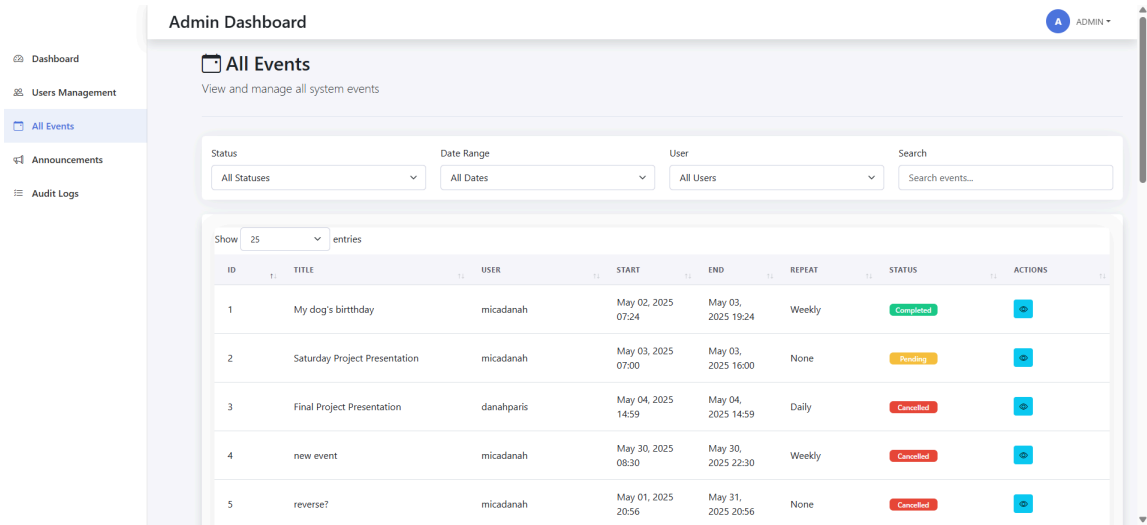 Admin Dashboard
A ADMIN
Dashboard
Users Management
All Events
Announcements
Audit Logs
All Events
View and manage all system events
Status Date Range User Search
All Statuses All Dates All Users Search events...
Show 25 entries
ID TITLE USER START END REPEAT STATUS ACTIONS
1 My dog's birtthday micadanah May 02, 2025 07:24 May 03, 2025 19:24 Weekly Completed
2 Saturday Project Presentation micadanah May 03, 2025 07:00 May 03, 2025 16:00 None Pending
3 Final Project Presentation danahparis May 04, 2025 14:59 May 04, 2025 14:59 Daily Cancelled
4 new event micadanah May 30, 2025 08:30 May 30, 2025 22:30 Weekly Cancelled
5 reverse? micadanah May 01, 2025 20:56 May 31, 2025 20:56 None Cancelled